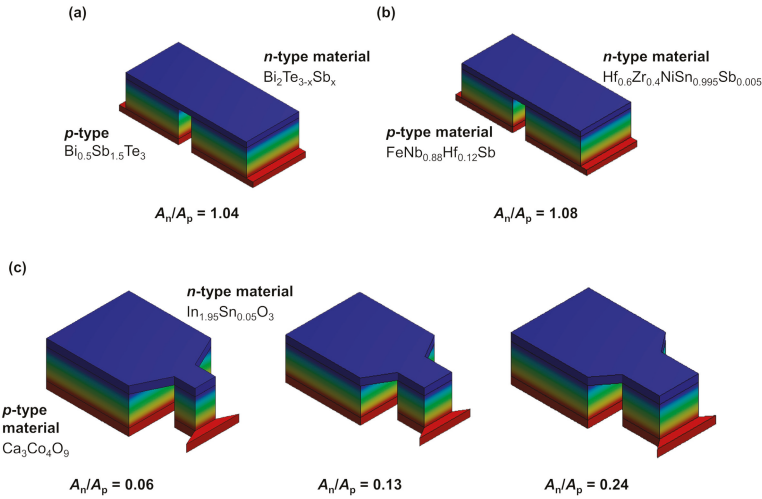 (a)
n-type material
Bi2Te3-xSbx
p-type
Bi0.5Sb1.5Te3
An/Ap = 1.04
(b)
n-type material
Hf0.6Zr0.4NiSn0.995Sb0.005
p-type material
FeNb0.88Hf0.12Sb
An/Ap = 1.08
(c)
n-type material
In1.95Sn0.05O3
p-type
material
Ca3Co4O9
An/Ap = 0.06
An/Ap = 0.13
An/Ap = 0.24